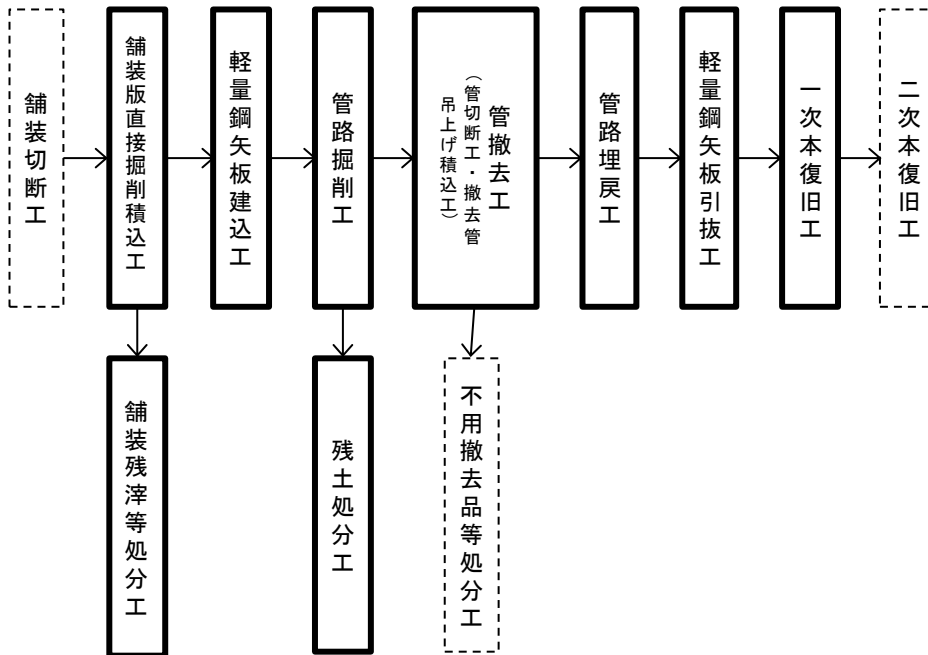 舗装切断工
舗装版直接掘削積込工
軽量鋼矢板建込工
管路掘削工
管撤去工
（管切断工・撤去管
吊上げ積込工）
管路埋戻工
軽量鋼矢板引抜工
一次本復旧工
二次本復旧工
舗装残滓等処分工
残土処分工
不用撤去品等処分工